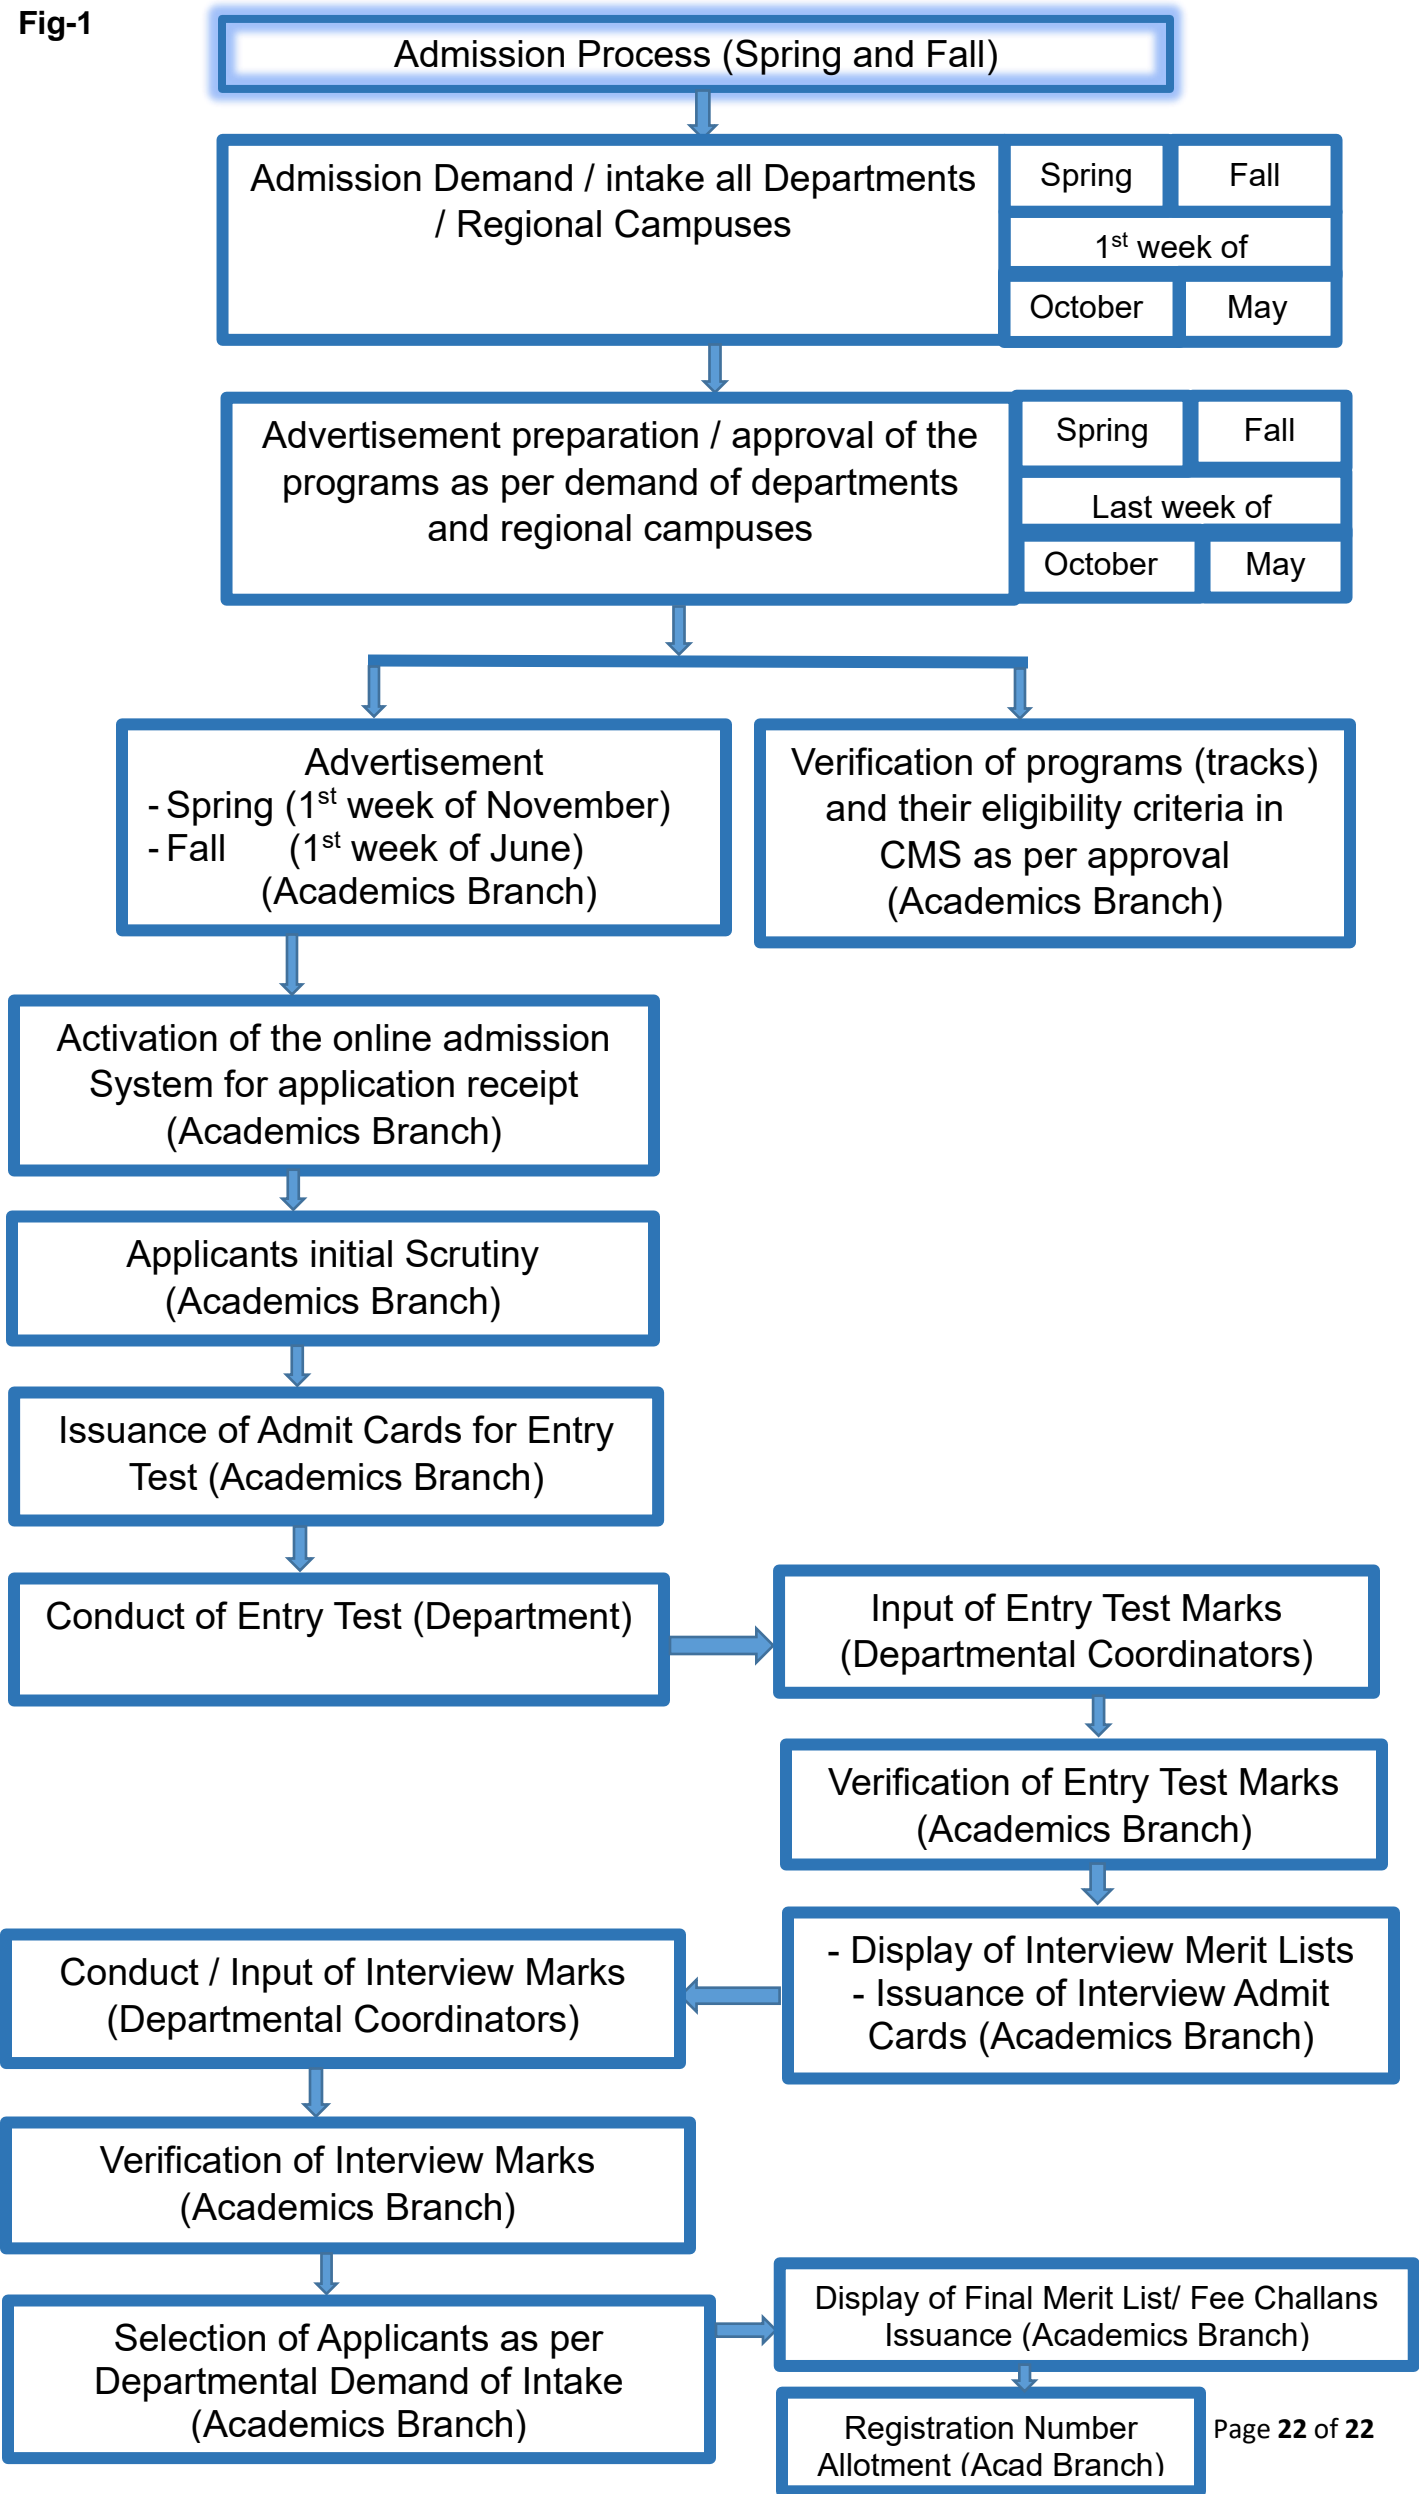 Fig-1
Admission Process (Spring and Fall)
Admission Demand / intake all Departments
/ Regional Campuses
Spring
Fall
1st week of
October
May
Advertisement preparation / approval of the
programs as per demand of departments
and regional campuses
Spring
Fall
Last week of
October
May
Advertisement
- Spring (1st week of November)
- Fall (1st week of June)
(Academics Branch)
Verification of programs (tracks)
and their eligibility criteria in
CMS as per approval
(Academics Branch)
Activation of the online admission
System for application receipt
(Academics Branch)
Applicants initial Scrutiny
(Academics Branch)
Issuance of Admit Cards for Entry
Test (Academics Branch)
Conduct of Entry Test (Department)
Input of Entry Test Marks
(Departmental Coordinators)
Verification of Entry Test Marks
(Academics Branch)
- Display of Interview Merit Lists
- Issuance of Interview Admit
Cards (Academics Branch)
Conduct / Input of Interview Marks
(Departmental Coordinators)
Verification of Interview Marks
(Academics Branch)
Selection of Applicants as per
Departmental Demand of Intake
(Academics Branch)
Display of Final Merit List/ Fee Challans
Issuance (Academics Branch)
Registration Number
Allotment (Acad Branch)
Page 22 of 22